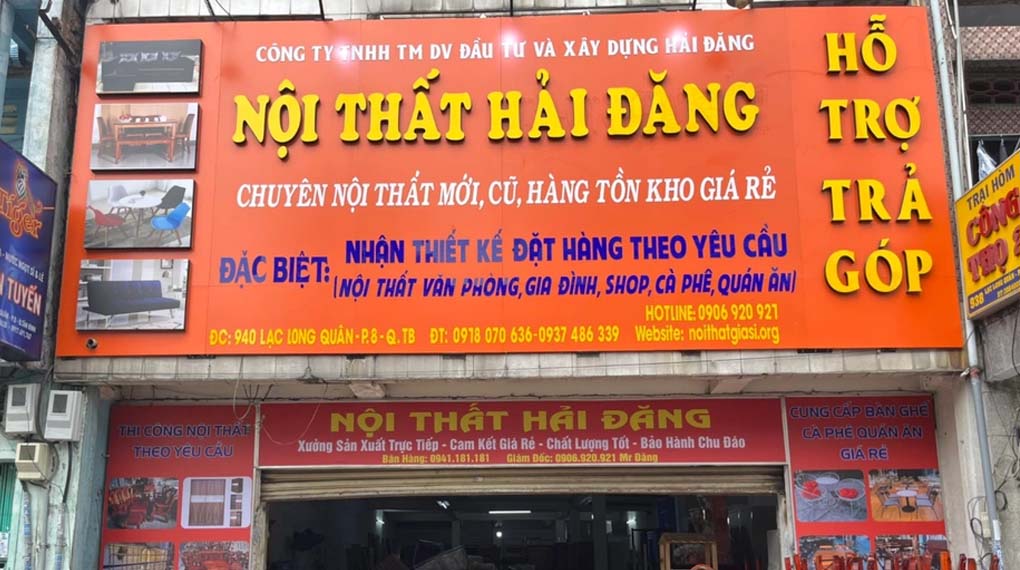 CÔNG TY TNHH TM DV ĐẦU TƯ VÀ XÂY DỰNG HẢI ĐĂNG
NỘI THẤT HẢI ĐĂNG
CHUYÊN NỘI THẤT MỚI, CŨ, HÀNG TỒN KHO GIÁ RẺ
ĐẶC BIỆT: NHẬN THIẾT KẾ ĐẶT HÀNG THEO YÊU CẦU
(NỘI THẤT VĂN PHÒNG, GIA ĐÌNH, SHOP, CÀ PHÊ, QUÁN ĂN)
HOTLINE: 0906 920 921
ĐC: 940 LẠC LONG QUÂN - P.8 - Q.TB ĐT: 0918 070 636-0937 486 339 Website: noithatgiasi.org
HỖ
TRỢ
TRẢ
GÓP
TUYẾN
TRẠI HÒM
CÔNG
THỌ
938
THI CÔNG NỘI THẤT
THEO YÊU CẦU
NỘI THẤT HẢI ĐĂNG
Xưởng Sản Xuất Trực Tiếp - Cam Kết Giá Rẻ - Chất Lượng Tốt - Bảo Hành Chu Đáo
Bán Hàng: 0941.181.181 Giám Đốc: 0906.920.921 Mr Đăng
CUNG CẤP BÀN GHẾ
CÀ PHÊ QUÁN ĂN
GIÁ RẺ